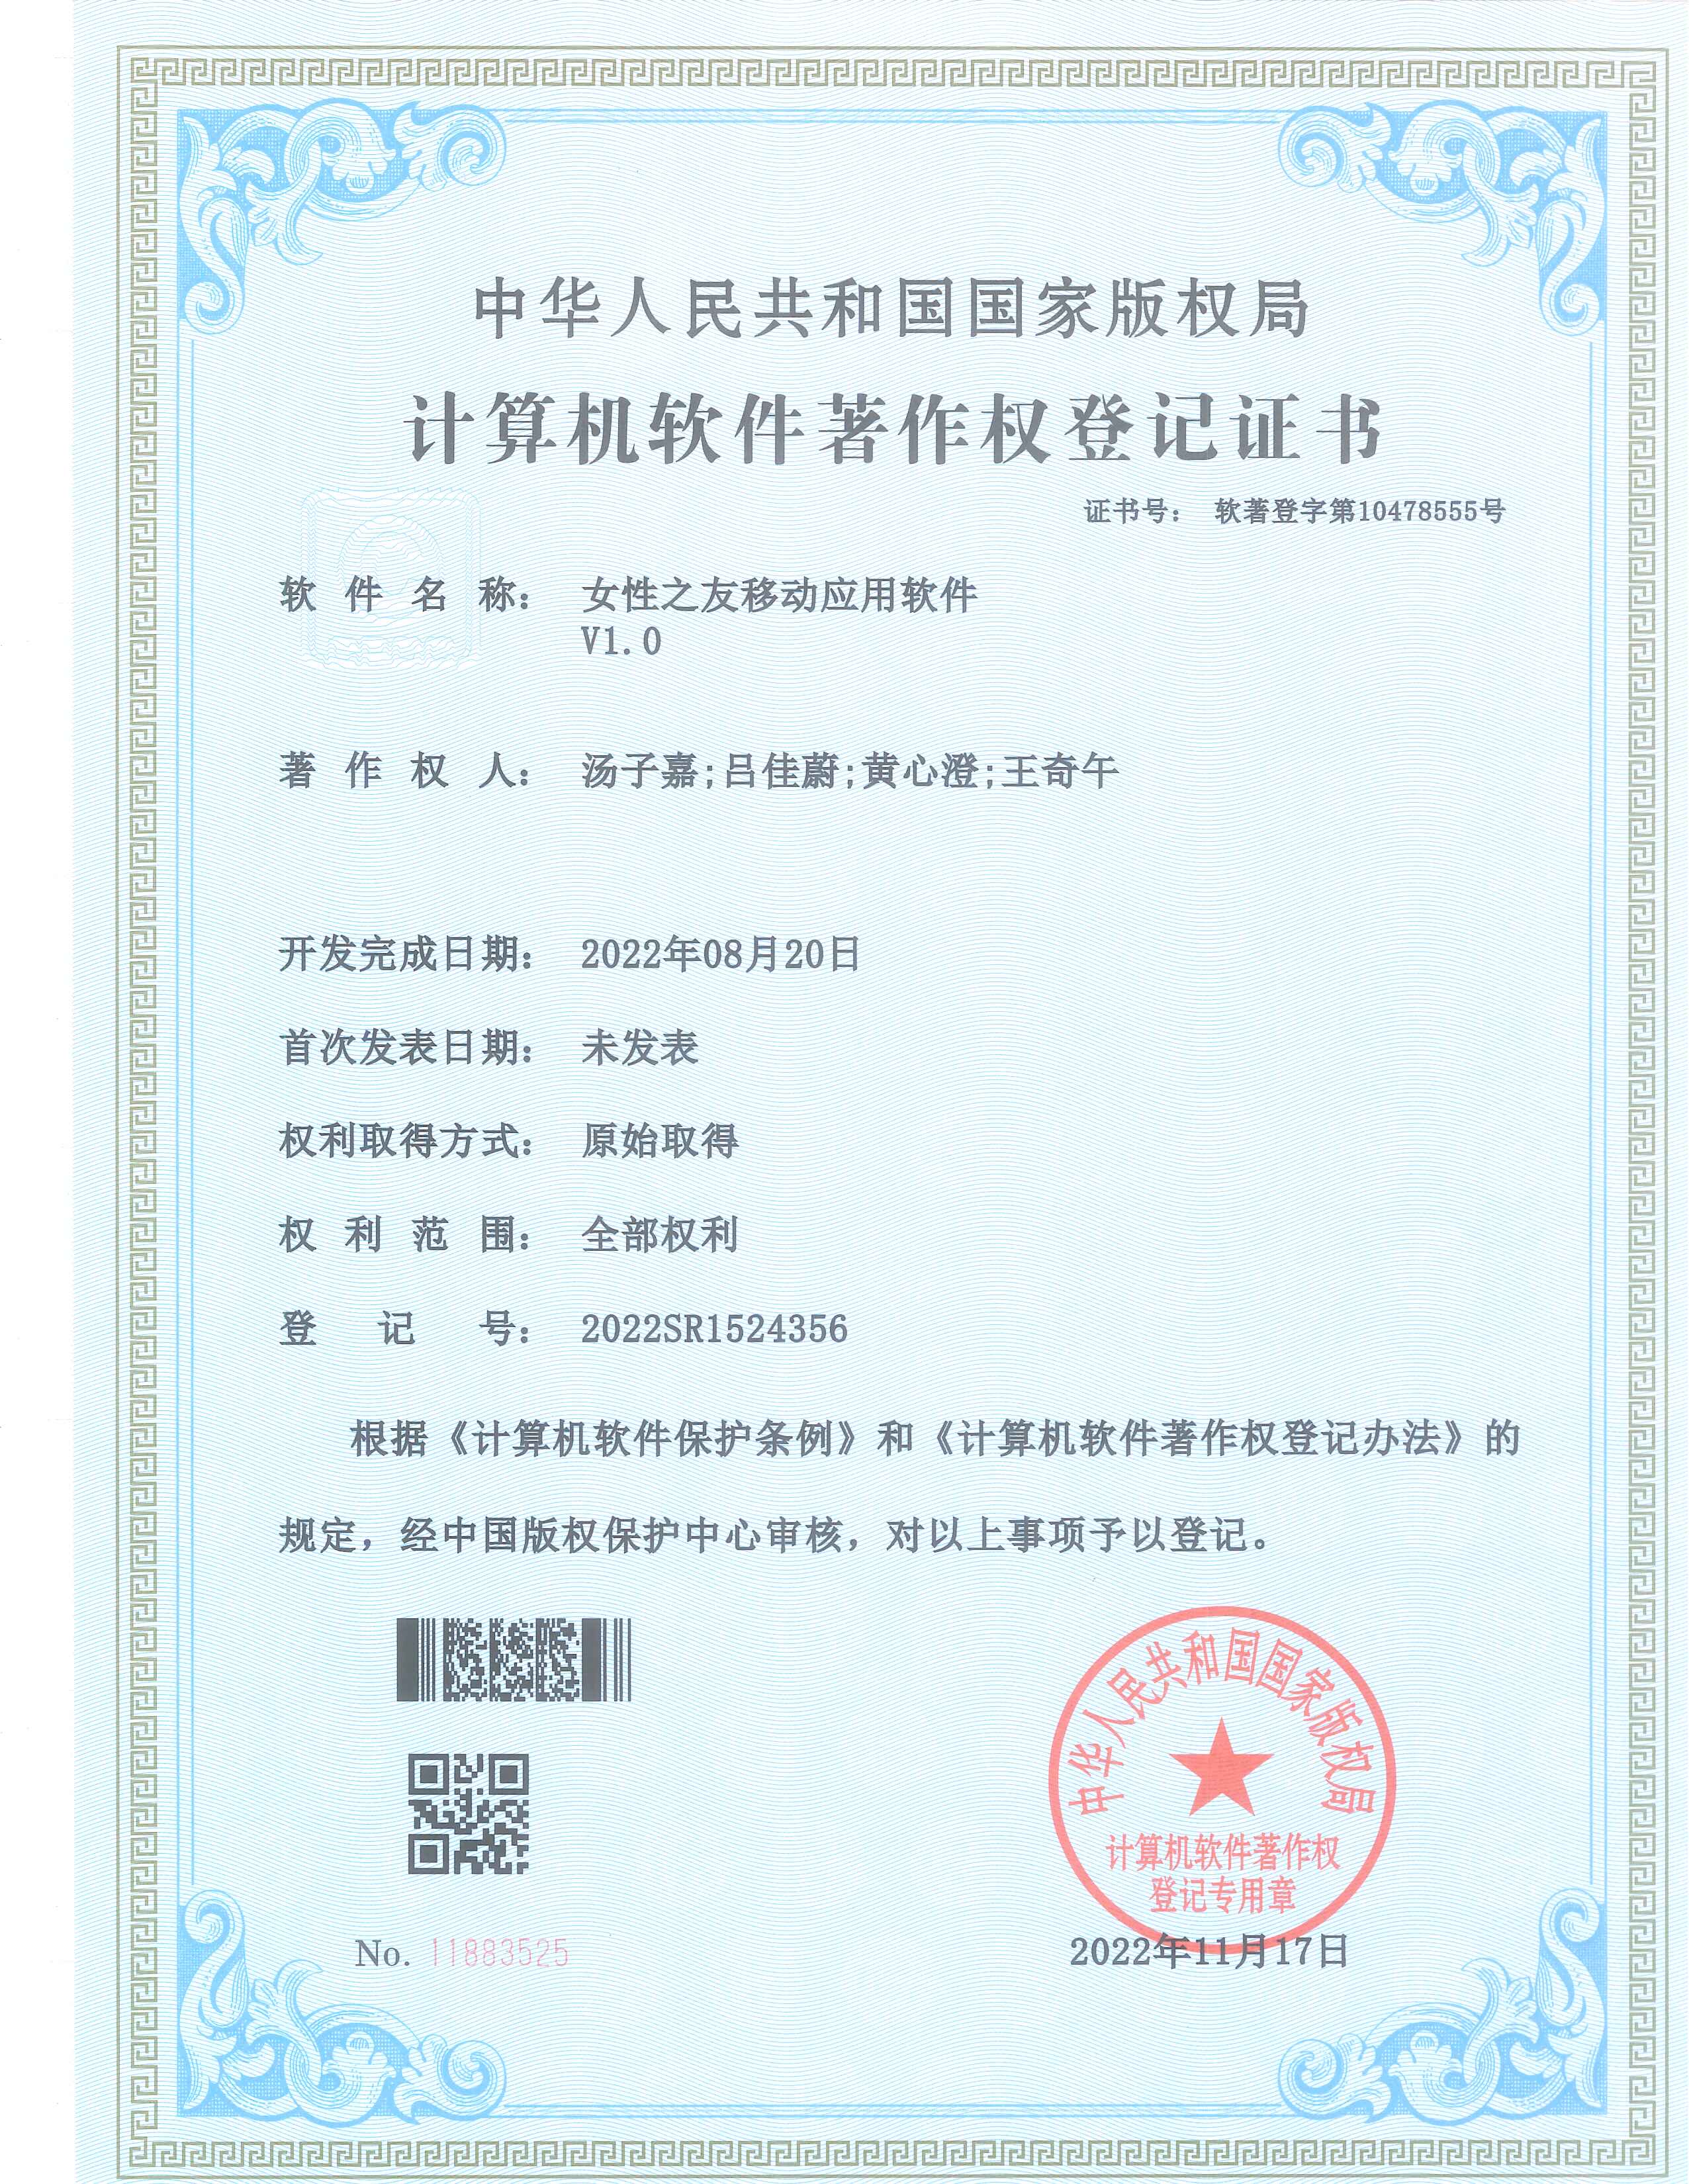 中华人民共和国国家版权局
计算机软件著作权登记证书
证书号： 软著登字第10478555号
软件名称： 女性之友移动应用软件
V1.0
著作权人： 汤子嘉;吕佳蔚;黄心澄;王奇午
开发完成日期： 2022年08月20日
首次发表日期： 未发表
权利取得方式： 原始取得
权利范围： 全部权利
登记号： 2022SR1524356
根据《计算机软件保护条例》和《计算机软件著作权登记办法》的
规定，经中国版权保护中心审核，对以上事项予以登记。
中华人民共和国国家版权局
计算机软件著作权
登记专用章
No. 11883525
2022年11月17日